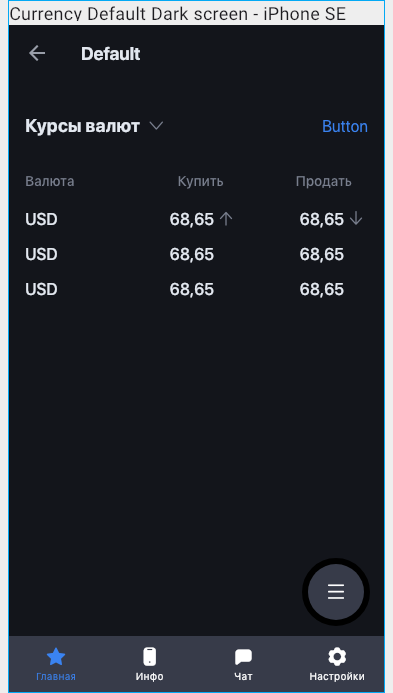 Currency Default Dark screen - iPhone SE
Default
Курсы валют Button
Валюта Купить Продать
USD 68,65 68,65
USD 68,65 68,65
USD 68,65 68,65
Главная Инфо Чат Настройки